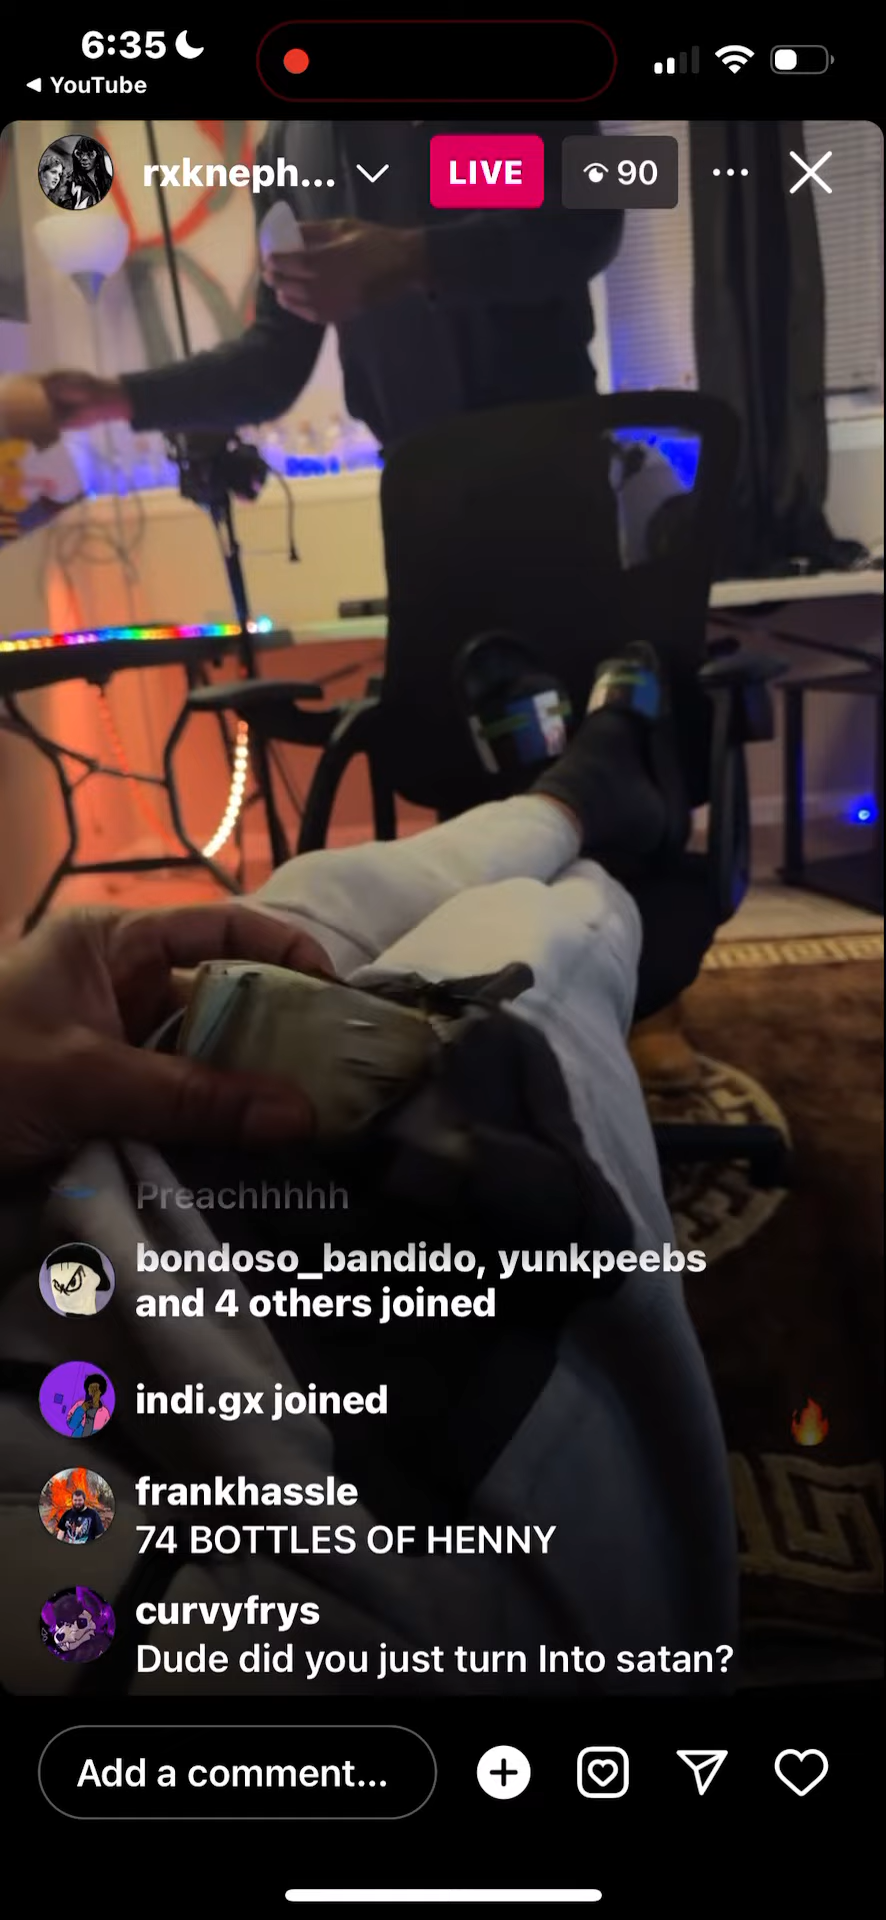 6:35
YouTube
rxkneph...
LIVE
90
Preachhhhh
bondoso_bandido, yunkpeebs
and 4 others joined
indi.gx joined
frankhassle
74 BOTTLES OF HENNY
curvyfrys
Dude did you just turn Into satan?
Add a comment...